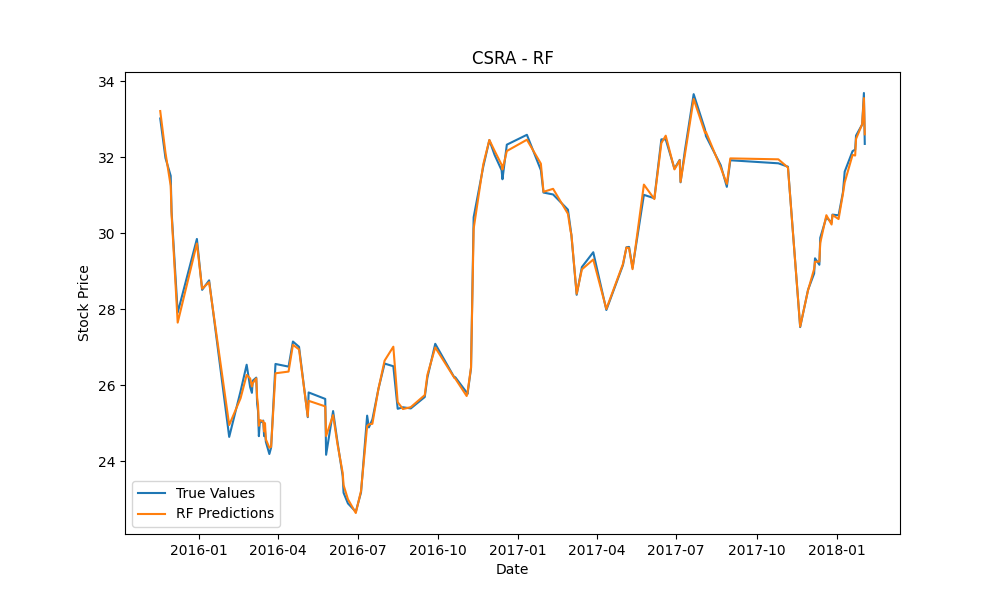 CSRA - RF
Stock Price
34
32
30
28
26
24
True Values
RF Predictions
2016-01 2016-04 2016-07 2016-10 2017-01 2017-04 2017-07 2017-10 2018-01
Date